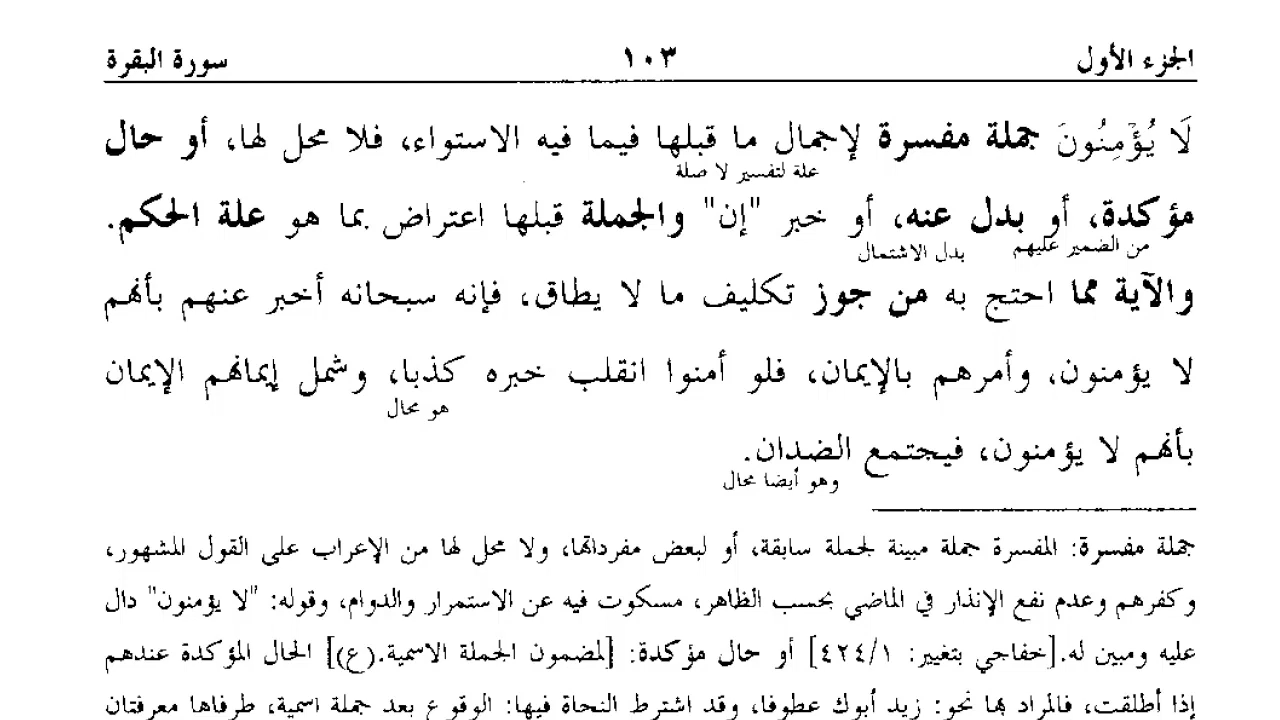 الجزء الأول ١٠٣ سورة البقرة
لَا يُؤْمِنُونَ جملة مفسرة لإجمال ما قبلها فيما فيه الاستواء، فلا محل لها، أو حال
علة لتفسير لا صلة
مؤكدة، أو بدل عنه، أو خبر "إن" والجملة قبلها اعتراض بما هو علة الحكم.
من الضمير عليهم بدل الاشتمال
والآية مما احتج به من جوز تكليف ما لا يطاق، فإنه سبحانه أخبر عنهم بأنهم
لا يؤمنون، وأمرهم بالإيمان، فلو أمنوا انقلب خبره كذبا، وشمل إيمانهم الإيمان
هو محال
بأنهم لا يؤمنون، فيجتمع الضدان.
وهو أيضا محال
جملة مفسرة: المفسرة جملة مبينة لجملة سابقة، أو لبعض مفرداتها، ولا محل لها من الإعراب على القول المشهور،
وكفرهم وعدم نفع الإنذار في الماضي بحسب الظاهر، مسكوت فيه عن الاستمرار والدوام، وقوله: "لا يؤمنون" دال
عليه ومبين له.[خفاجي بتغيير: ٤٢٤/١] أو حال مؤكدة: [لمضمون الجملة الاسمية.(ع)] الحال المؤكدة عندهم
إذا أطلقت، فالمراد بها نحو: زيد أبوك عطوفا، وقد اشترط النحاة فيها: الوقوع بعد جملة اسمية، طرفاها معرفتان